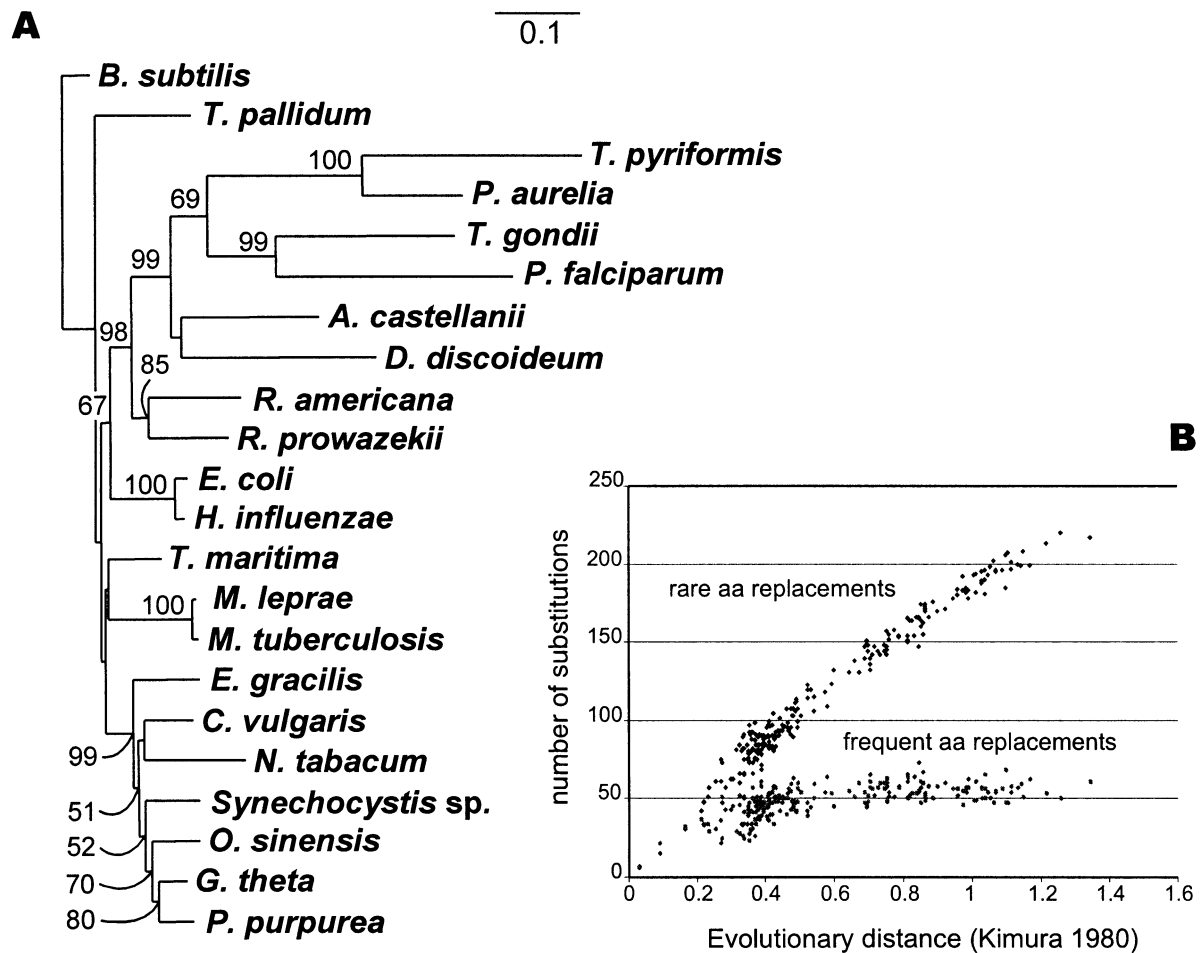 A
0.1
B. subtilis
T. pallidum
100
T. pyriformis
P. aurelia
69
99
T. gondii
P. falciparum
99
A. castellanii
98
D. discoideum
85
R. americana
67
R. prowazekii
100
E. coli
H. influenzae
T. maritima
100
M. leprae
M. tuberculosis
E. gracilis
C. vulgaris
99
N. tabacum
51
Synechocystis sp.
52
O. sinensis
70
G. theta
80
P. purpurea
B
250
200
150
100
50
0
number of substitutions
rare aa replacements
frequent aa replacements
0 0.2 0.4 0.6 0.8 1 1.2 1.4 1.6
Evolutionary distance (Kimura 1980)